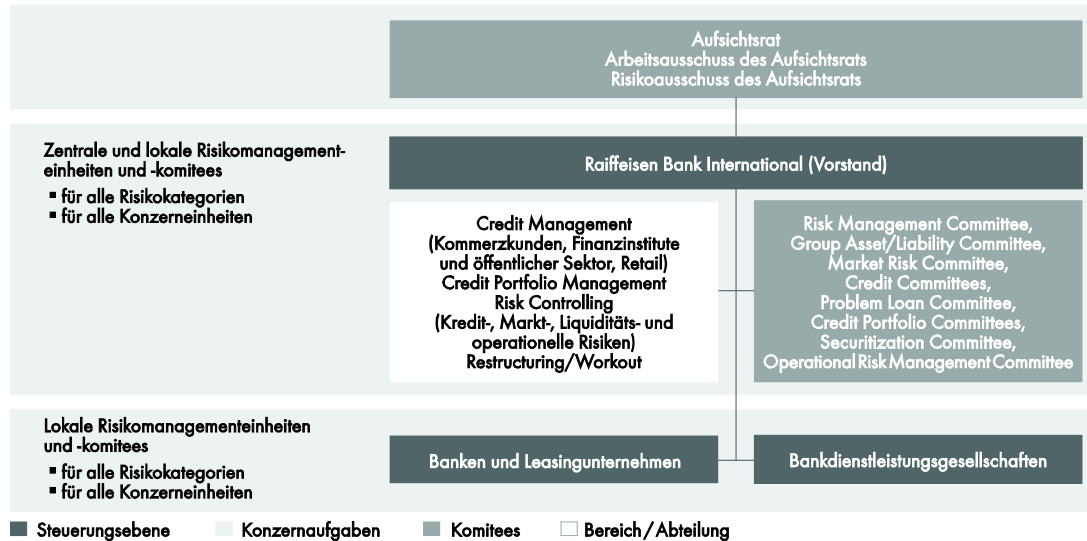 Aufsichtsrat
Arbeitsausschuss des Aufsichtsrats
Risikoausschuss des Aufsichtsrats
Zentrale und lokale Risikomanagement-
einheiten und -komitees
▪ für alle Risikokategorien
▪ für alle Konzerneinheiten
Raiffeisen Bank International (Vorstand)
Credit Management
(Kommerzkunden, Finanzinstitute
und öffentlicher Sektor, Retail)
Credit Portfolio Management
Risk Controlling
(Kredit-, Markt-, Liquiditäts- und
operationelle Risiken)
Restructuring/Workout
Risk Management Committee,
Group Asset/Liability Committee,
Market Risk Committee,
Credit Committees,
Problem Loan Committee,
Credit Portfolio Committees,
Securitization Committee,
Operational Risk Management Committee
Lokale Risikomanagementeinheiten
und -komitees
▪ für alle Risikokategorien
▪ für alle Konzerneinheiten
Banken und Leasingunternehmen
Bankdienstleistungsgesellschaften
Steuerungsebene
Konzernaufgaben
Komitees
Bereich/Abteilung